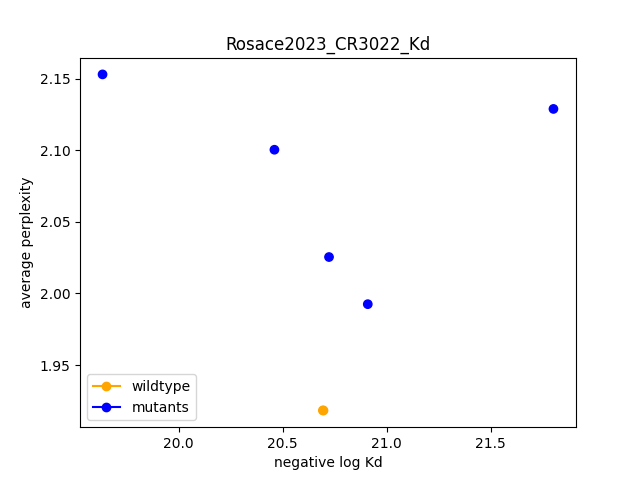 Rosace2023_CR3022_Kd
2.15
2.10
2.05
2.00
1.95
average perplexity
wildtype
mutants
20.0 20.5 21.0 21.5
negative log Kd